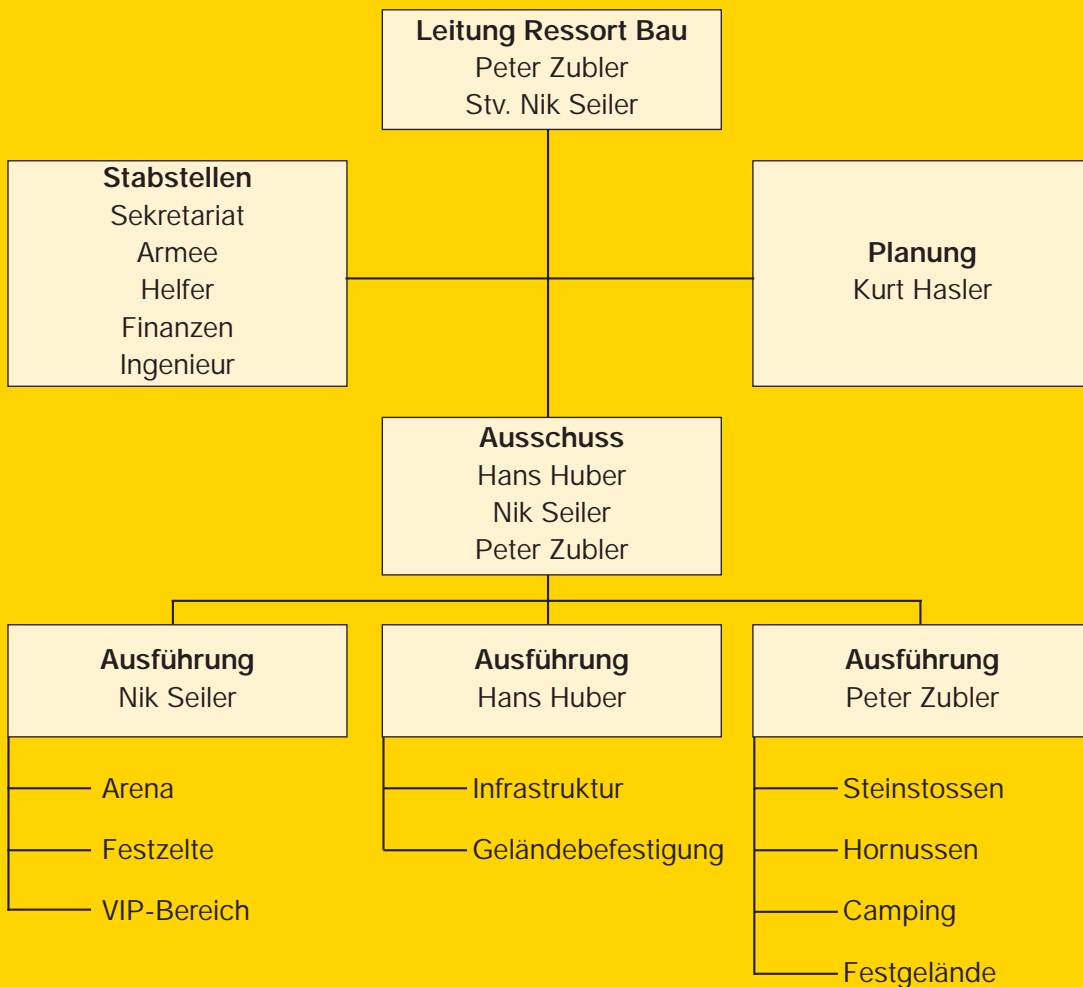 Leitung Ressort Bau
Peter Zubler
Stv. Nik Seiler
Stabstellen
Sekretariat
Armee
Helfer
Finanzen
Ingenieur
Planung
Kurt Hasler
Ausschuss
Hans Huber
Nik Seiler
Peter Zubler
Ausführung
Nik Seiler
Arena
Festzelte
VIP-Bereich
Ausführung
Hans Huber
Infrastruktur
Geländebefestigung
Ausführung
Peter Zubler
Steinstossen
Hornussen
Camping
Festgelände